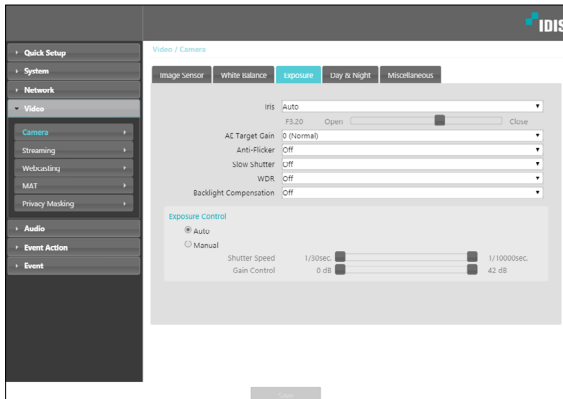 IDIS
Quick Setup
System
Network
Video
Camera
Streaming
Webcasting
MAT
Privacy Masking
Audio
Event Action
Event
Video / Camera
Image Sensor White Balance Exposure Day & Night Miscellaneous
Iris Auto
F3.20 Open Close
AE Target Gain 0 (Normal)
Anti-Flicker Off
Slow Shutter Off
WDR Off
Backlight Compensation Off
Exposure Control
Auto
Manual
Shutter Speed 1/30sec. 1/10000sec.
Gain Control 0 dB 42 dB
Save